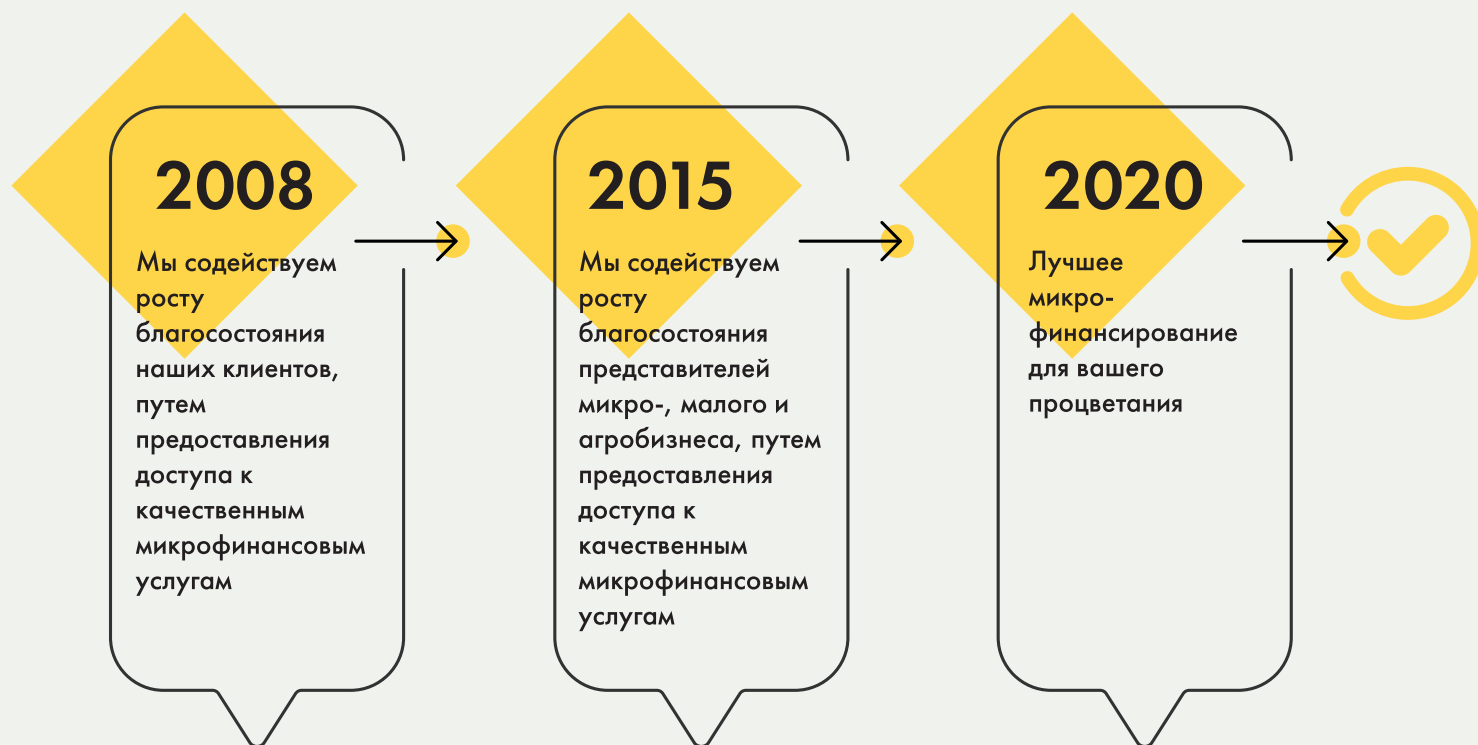 2008
Мы содействуем
росту
благосостояния
наших клиентов,
путем
предоставления
доступа к
качественным
микрофинансовым
услугам
2015
Мы содействуем
росту
благосостояния
представителей
микро-, малого и
агробизнеса, путем
предоставления
доступа к
качественным
микрофинансовым
услугам
2020
Лучшее
микро-
финансирование
для вашего
процветания